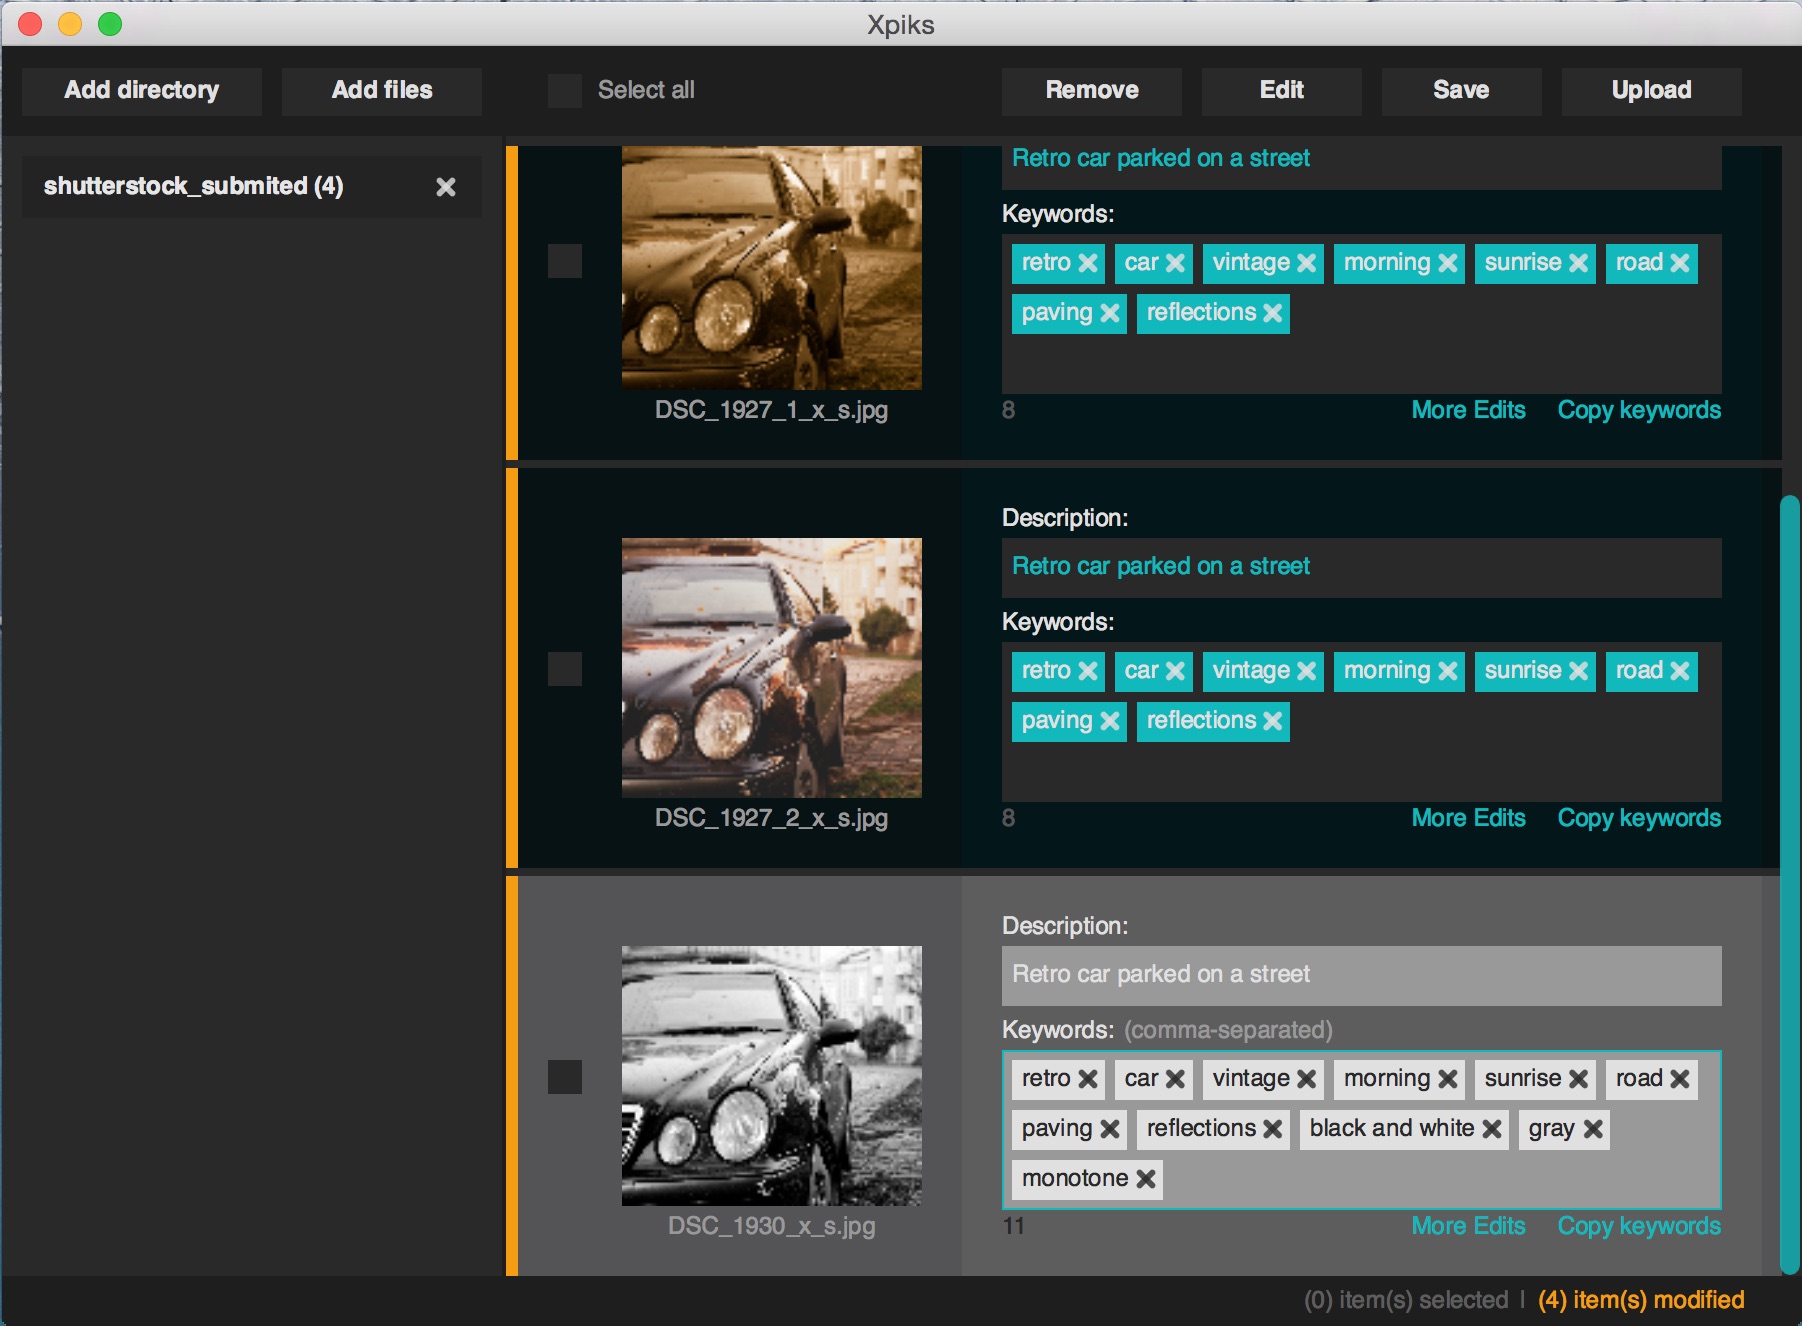 Xpiks
Add directory
Add files
Select all
Remove
Edit
Save
Upload
shutterstock_submited (4)
Retro car parked on a street
Keywords:
retro car vintage morning sunrise road
paving reflections
DSC_1927_1_x_s.jpg
8
More Edits
Copy keywords
Description:
Retro car parked on a street
Keywords:
retro car vintage morning sunrise road
paving reflections
DSC_1927_2_x_s.jpg
8
More Edits
Copy keywords
Description:
Retro car parked on a street
Keywords: (comma-separated)
retro car vintage morning sunrise road
paving reflections black and white gray
monotone
DSC_1930_x_s.jpg
11
More Edits
Copy keywords
(0) item(s) selected | (4) item(s) modified